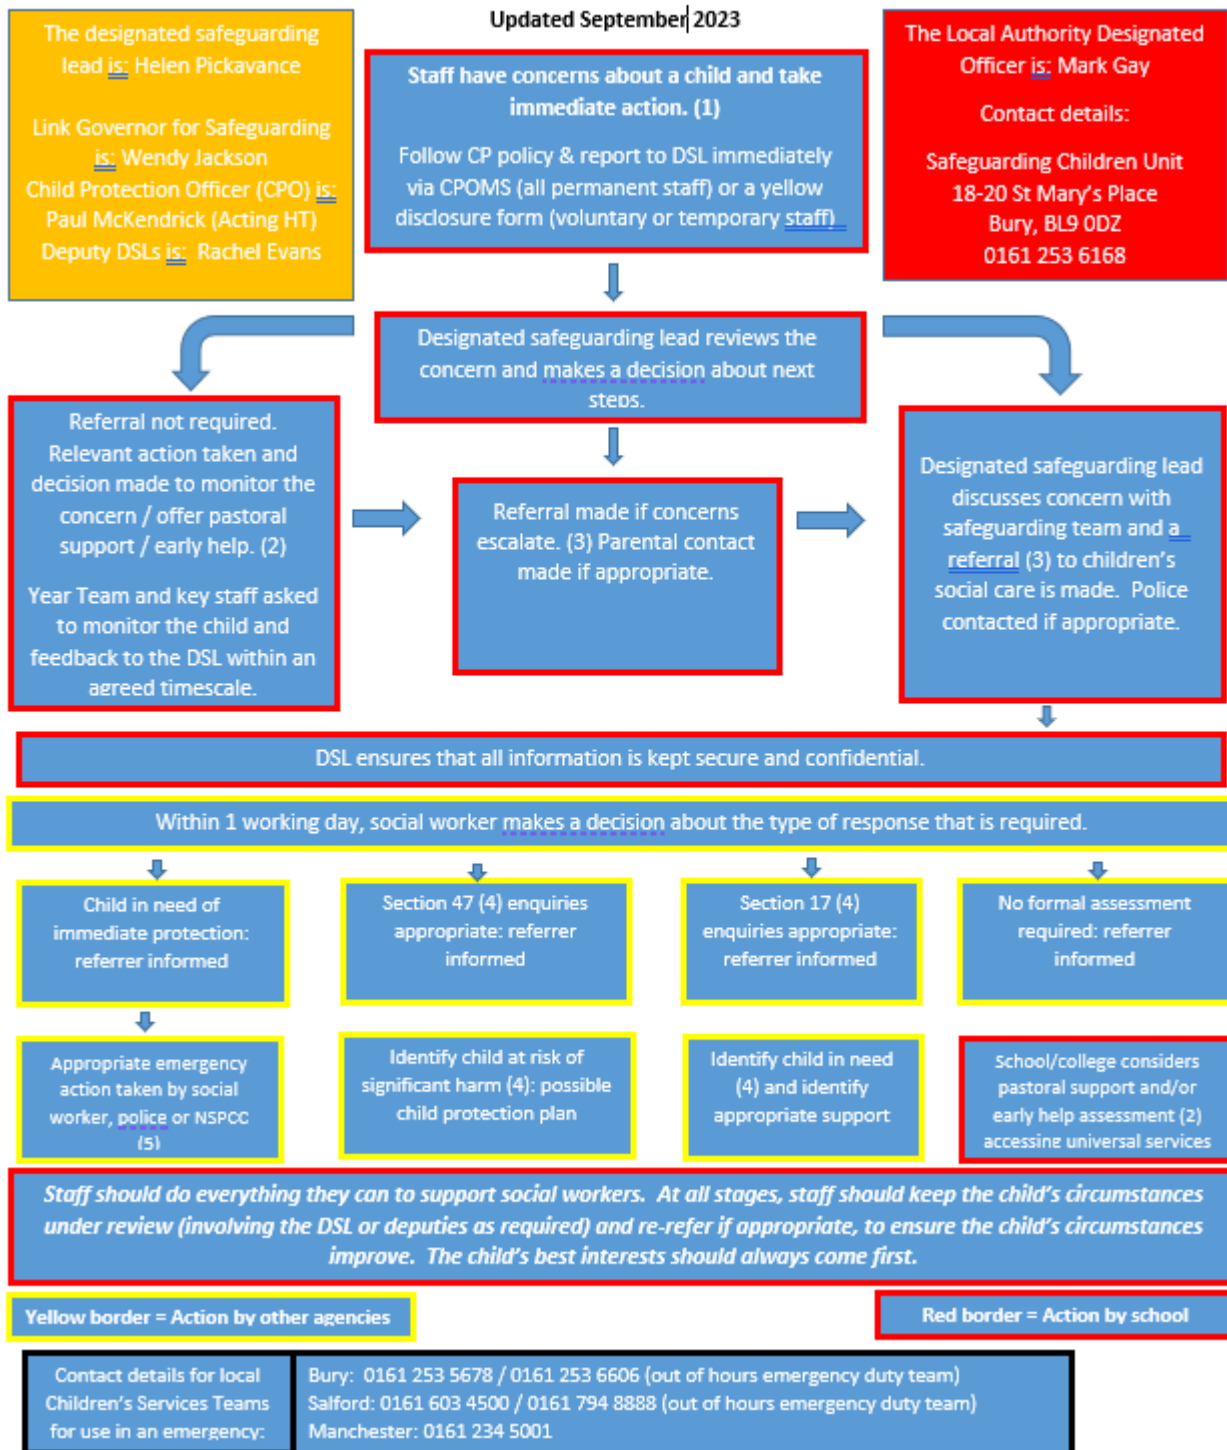 Updated September 2023
The designated safeguarding
lead is: Helen Pickavance
Link Governor for Safeguarding
is: Wendy Jackson
Child Protection Officer (CPO) is:
Paul McKendrick (Acting HT)
Deputy DSLs is: Rachel Evans
Staff have concerns about a child and take
immediate action. (1)
Follow CP policy & report to DSL immediately
via CPOMS (all permanent staff) or a yellow
disclosure form (voluntary or temporary staff)
The Local Authority Designated
Officer is: Mark Gay
Contact details:
Safeguarding Children Unit
18-20 St Mary's Place
Bury, BL9 0DZ
0161 253 6168
Designated safeguarding lead reviews the
concern and makes a decision about next
steps.
Referral not required.
Relevant action taken and
decision made to monitor the
concern / offer pastoral
support / early help. (2)
Year Team and key staff asked
to monitor the child and
feedback to the DSL within an
agreed timescale.
Referral made if concerns
escalate. (3) Parental contact
made if appropriate.
Designated safeguarding lead
discusses concern with
safeguarding team and a
referral (3) to children's
social care is made. Police
contacted if appropriate.
DSL ensures that all information is kept secure and confidential.
Within 1 working day, social worker makes a decision about the type of response that is required.
Child in need of
immediate protection:
referrer informed
Section 47 (4) enquiries
appropriate: referrer
informed
Section 17 (4)
enquiries appropriate:
referrer informed
No formal assessment
required: referrer
informed
Appropriate emergency
action taken by social
worker, police or NSPCC
(5)
Identify child at risk of
significant harm (4): possible
child protection plan
Identify child in need
(4) and identify
appropriate support
School/college considers
pastoral support and/or
early help assessment (2)
accessing universal services
Staff should do everything they can to support social workers. At all stages, staff should keep the child's circumstances
under review (involving the DSL or deputies as required) and re-refer if appropriate, to ensure the child's circumstances
improve. The child's best interests should always come first.
Yellow border = Action by other agencies
Red border = Action by school
Contact details for local
Children's Services Teams
for use in an emergency:
Bury: 0161 253 5678 / 0161 253 6606 (out of hours emergency duty team)
Salford: 0161 603 4500 / 0161 794 8888 (out of hours emergency duty team)
Manchester: 0161 234 5001